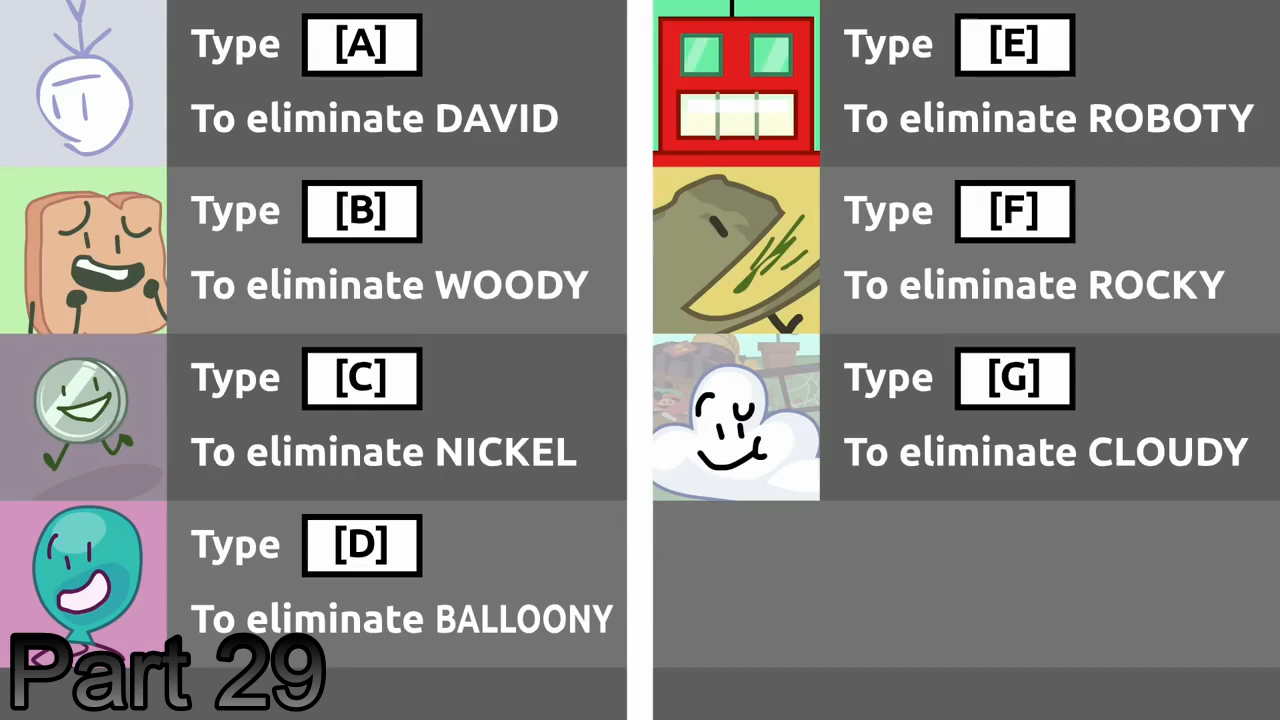 Type [A]
To eliminate DAVID
Type [B]
To eliminate WOODY
Type [C]
To eliminate NICKEL
Type [D]
To eliminate BALLOONY
Part 29
Type [E]
To eliminate ROBOTY
Type [F]
To eliminate ROCKY
Type [G]
To eliminate CLOUDY